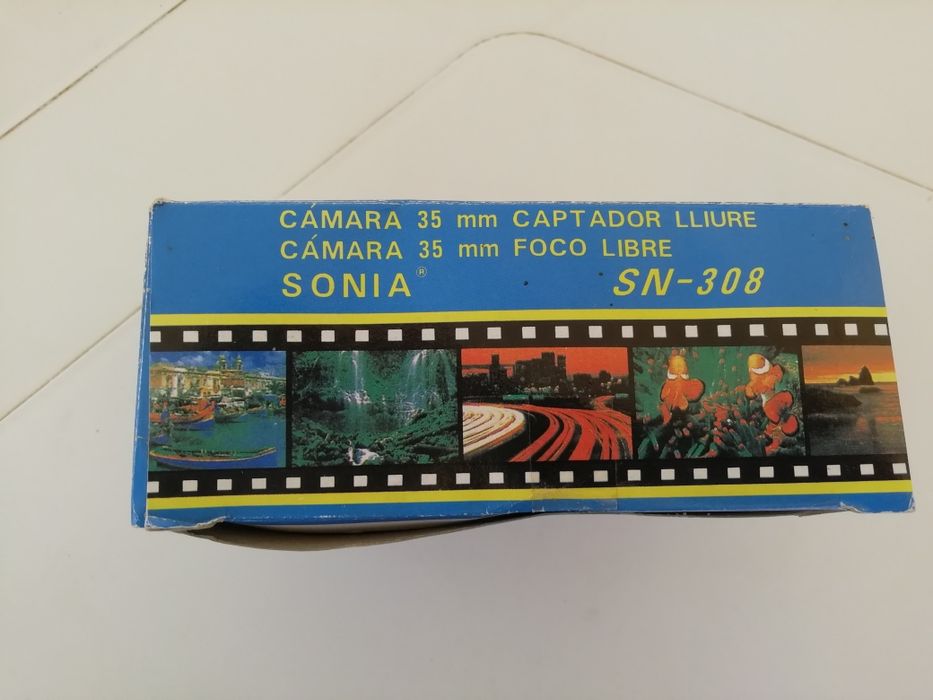 CÁMARA 35 mm CAPTADOR LLIURE
CÁMARA 35 mm FOCO LIBRE
SONIA® SN-308